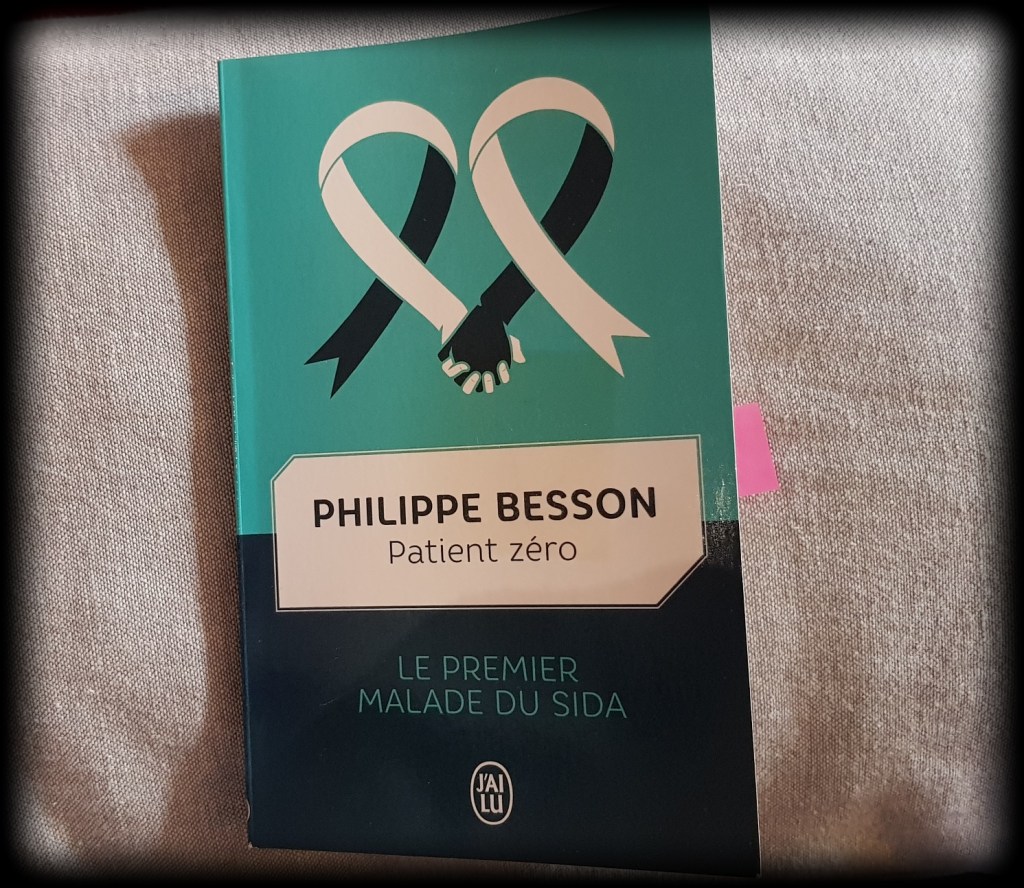 PHILIPPE BESSON
Patient zéro
LE PREMIER
MALADE DU SIDA
J'AI
LU